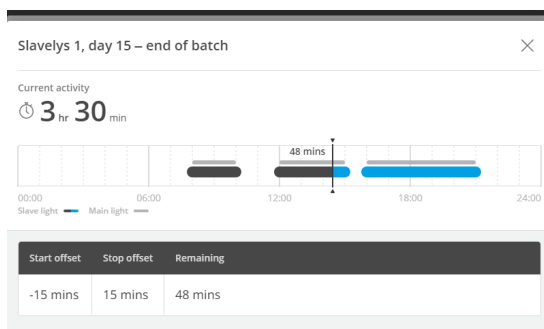 Slavelys 1, day 15 – end of batch
Current activity
3 hr 30 min
48 mins
00:00 06:00 12:00 18:00 24:00
Slave light Main light
Start offset Stop offset Remaining
-15 mins 15 mins 48 mins